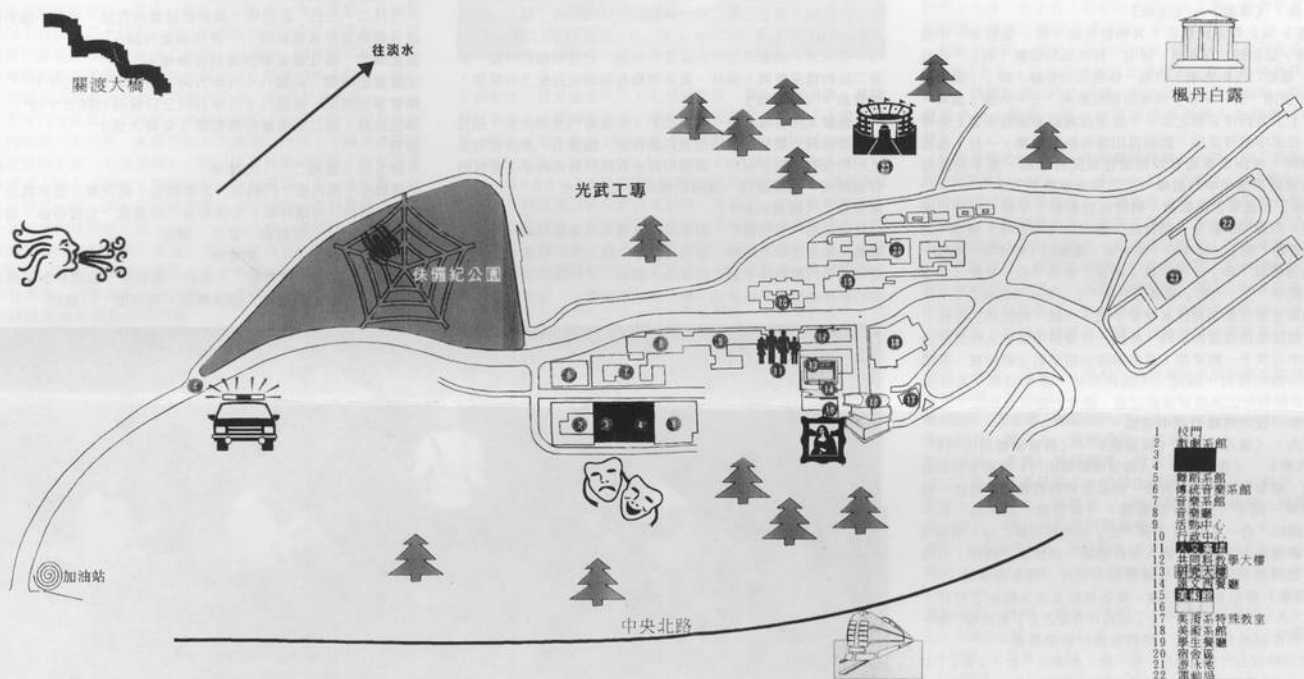 關渡大橋
往淡水
楓丹白露
光武工專
侏儸紀公園
加油站
中央北路
1 校門
2 戲劇系館
3
4
5 舞蹈系館
6 傳統音樂系館
7 音樂系館
8 音樂廳
9 活動中心
10 行政中心
11 人文廣場
12 共同科教學大樓
13 研究大樓
14 藝文西餐廳
15 美術館
16
17 美術系特殊教室
18 美術系館
19 學生餐廳
20 宿舍區
21 游泳池
22 運動場